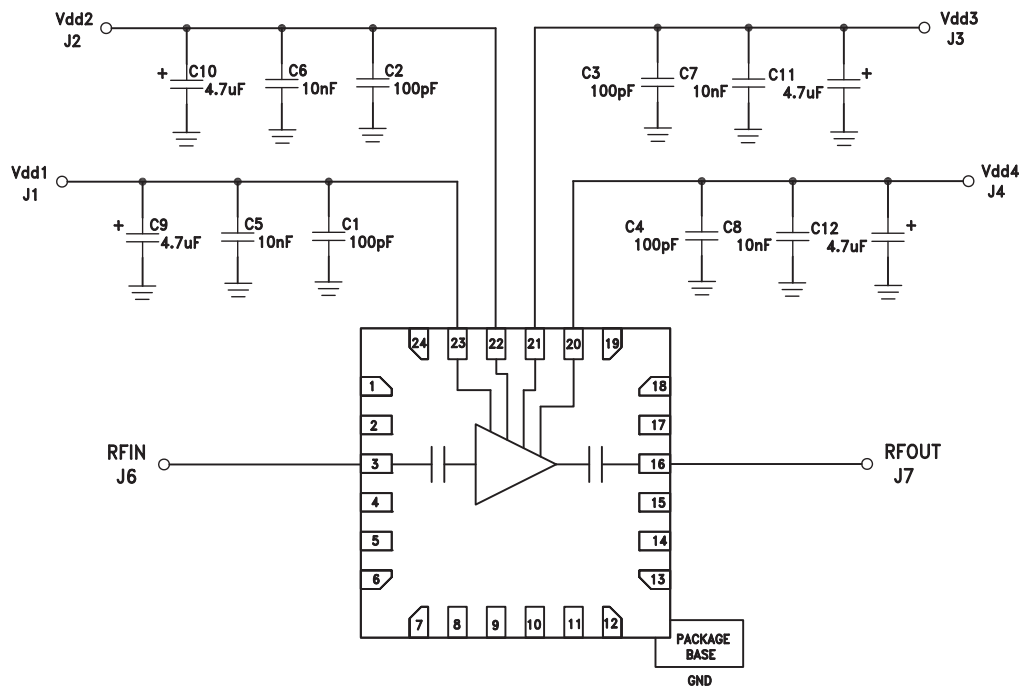 Vdd2
J2
Vdd3
J3
+ C10
4.7uF
C6
10nF
C2
100pF
C3
100pF
C7
10nF
C11
4.7uF
+
Vdd1
J1
Vdd4
J4
+ C9
4.7uF
C5
10nF
C1
100pF
C4
100pF
C8
10nF
C12
4.7uF
+
24
23
22
21
20
19
1
2
3
4
5
6
18
17
16
15
14
13
RFIN
J6
RFOUT
J7
7
8
9
10
11
12
PACKAGE
BASE
GND